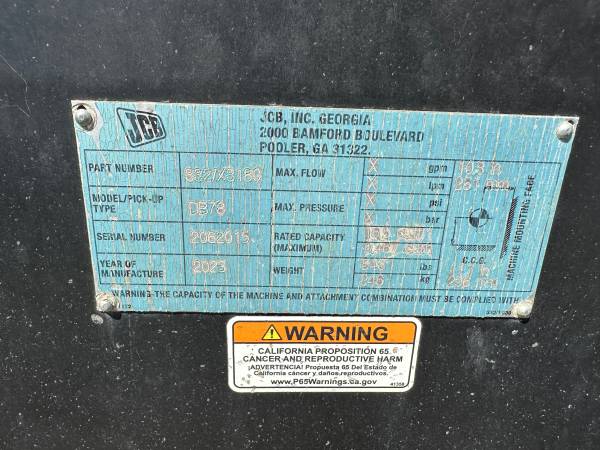 JCB
JCB, INC. GEORGIA
2000 BAMFORD BOULEVARD
POOLER, GA 31322.
PART NUMBER
MAX. FLOW X gpm
X lpm
MODEL/PICK-UP TYPE DB78
MAX. PRESSURE X psi
X bar
SERIAL NUMBER 2062015
RATED CAPACITY (MAXIMUM)
YEAR OF MANUFACTURE 2023
WEIGHT lbs
kg
C.C.E.
MACHINE MOUNTING FACE
WARNING-THE CAPACITY OF THE MACHINE AND ATTACHMENT COMBINATION MUST BE COMPLIED WITH
WARNING
CALIFORNIA PROPOSITION 65
CANCER AND REPRODUCTIVE HARM
ADVERTENCIA! Propuesta 65 Del Estado de
California cáncer y daños reproductivos.
www.P65Warnings.ca.gov